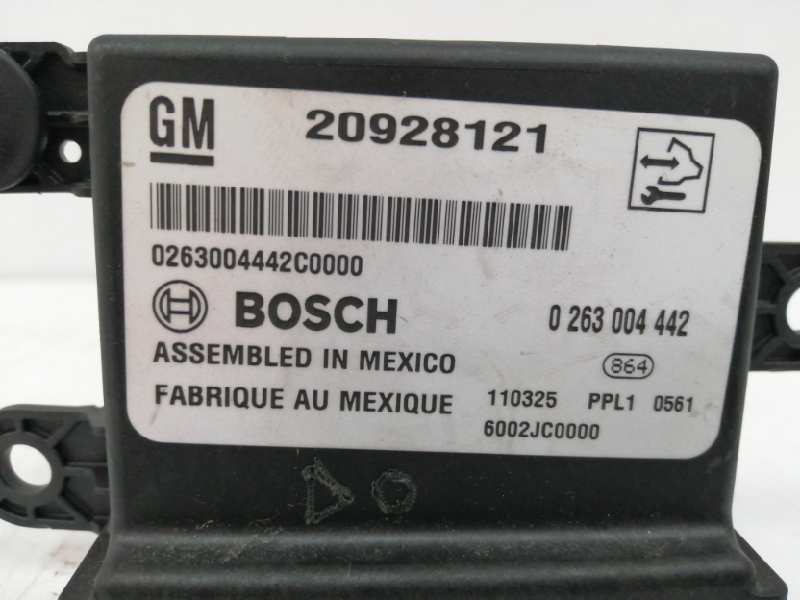 GM 20928121
0263004442C0000
BOSCH 0 263 004 442
ASSEMBLED IN MEXICO 864
FABRIQUE AU MEXIQUE 110325 PPL1 0561
6002JC0000